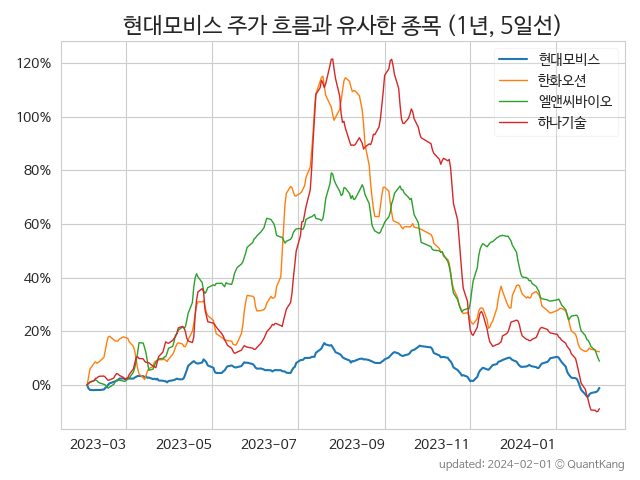 현대모비스 주가 흐름과 유사한 종목 (1년, 5일선)
현대모비스
한화오션
엘앤씨바이오
하나기술
120%
100%
80%
60%
40%
20%
0%
2023-03 2023-05 2023-07 2023-09 2023-11 2024-01
updated: 2024-02-01 © QuantKang